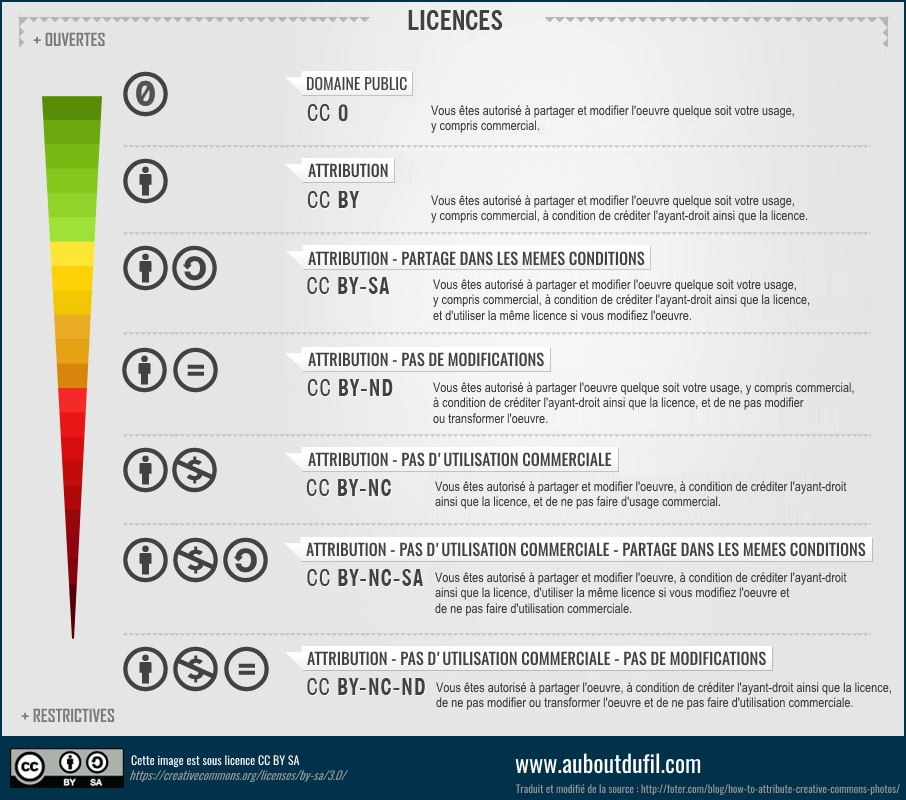 LICENCES
+ OUVERTES
DOMAINE PUBLIC
CC 0
Vous êtes autorisé à partager et modifier l'oeuvre quelque soit votre usage,
y compris commercial.
ATTRIBUTION
CC BY
Vous êtes autorisé à partager et modifier l'oeuvre quelque soit votre usage,
y compris commercial, à condition de créditer l'ayant-droit ainsi que la licence.
ATTRIBUTION - PARTAGE DANS LES MEMES CONDITIONS
CC BY-SA
Vous êtes autorisé à partager et modifier l'oeuvre quelque soit votre usage,
y compris commercial, à condition de créditer l'ayant-droit ainsi que la licence,
et d'utiliser la même licence si vous modifiez l'oeuvre.
ATTRIBUTION - PAS DE MODIFICATIONS
CC BY-ND
Vous êtes autorisé à partager l'oeuvre quelque soit votre usage, y compris commercial,
à condition de créditer l'ayant-droit ainsi que la licence, et de ne pas modifier
ou transformer l'oeuvre.
ATTRIBUTION - PAS D'UTILISATION COMMERCIALE
CC BY-NC
Vous êtes autorisé à partager et modifier l'oeuvre, à condition de créditer l'ayant-droit
ainsi que la licence, et de ne pas faire d'usage commercial.
ATTRIBUTION - PAS D'UTILISATION COMMERCIALE - PARTAGE DANS LES MEMES CONDITIONS
CC BY-NC-SA
Vous êtes autorisé à partager et modifier l'oeuvre, à condition de créditer l'ayant-droit
ainsi que la licence, d'utiliser la même licence si vous modifiez l'oeuvre et
de ne pas faire d'utilisation commerciale.
ATTRIBUTION - PAS D'UTILISATION COMMERCIALE - PAS DE MODIFICATIONS
CC BY-NC-ND
Vous êtes autorisé à partager l'oeuvre, à condition de créditer l'ayant-droit ainsi que la licence,
de ne pas modifier ou transformer l'oeuvre et de ne pas faire d'utilisation commerciale.
+ RESTRICTIVES
cc
BY SA
Cette image est sous licence CC BY SA
https://creativecommons.org/licenses/by-sa/3.0/
www.auboutdufil.com
Traduit et modifié de la source : http://foter.com/blog/how-to-attribute-creative-commons-photos/